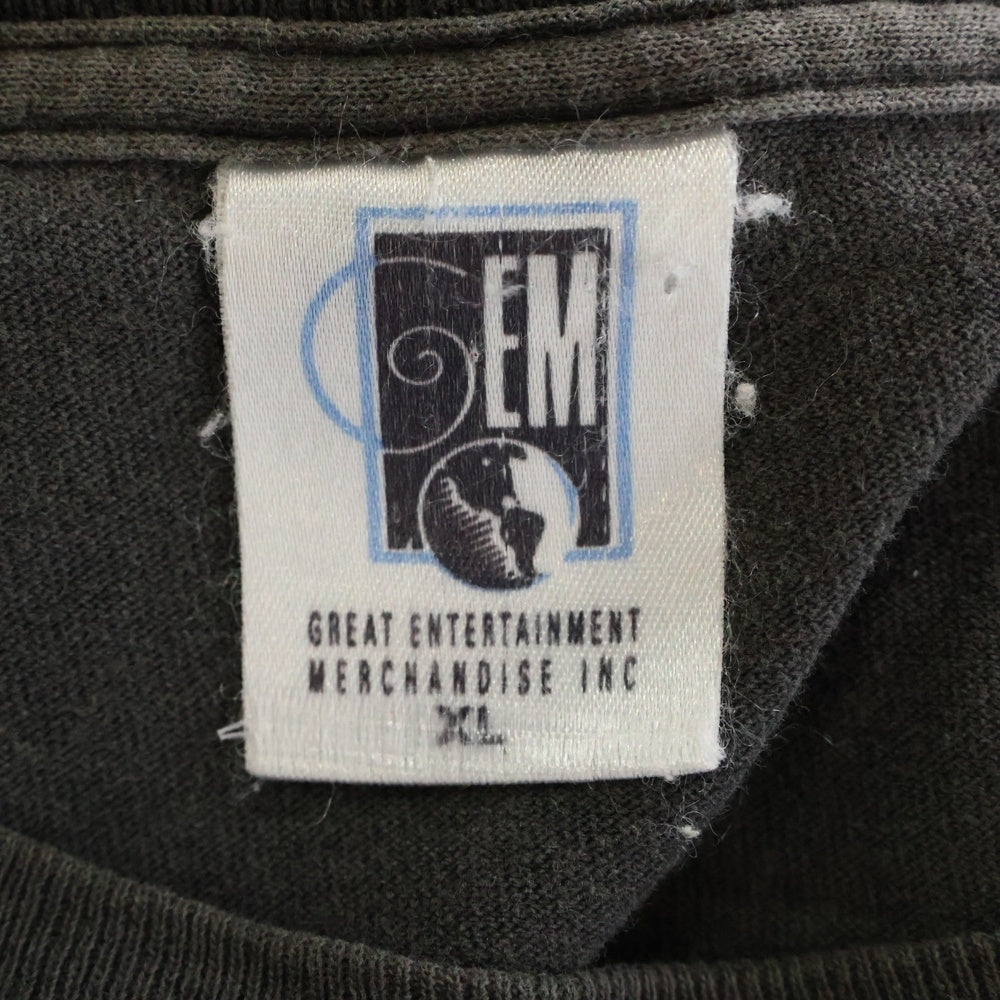 GEM
GREAT ENTERTAINMENT
MERCHANDISE INC
XL